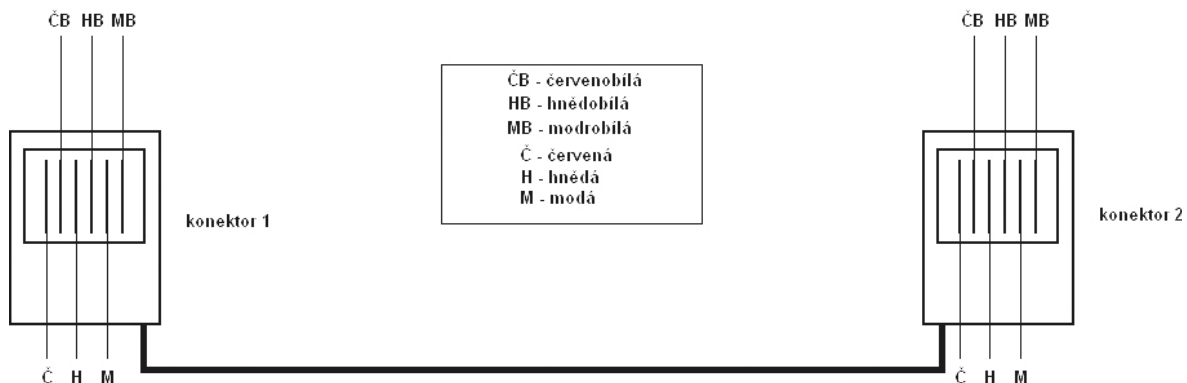 ČB HB MB
ČB HB MB
ČB - červenobílá
HB - hnědobílá
MB - modrobílá
Č - červená
H - hnědá
M - modá
konektor 1
konektor 2
Č H M
Č H M